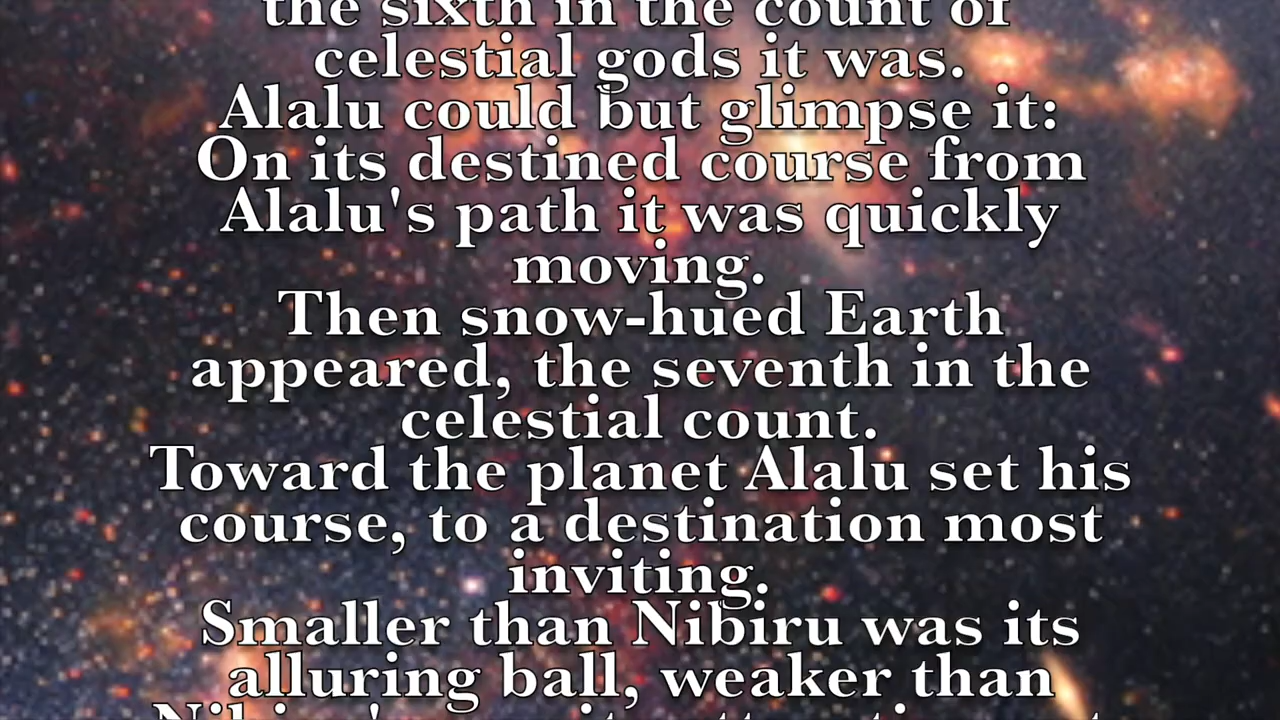 the sixth in the count of
celestial gods it was.
Alalu could but glimpse it:
On its destined course from
Alalu's path it was quickly
moving.
Then snow-hued Earth
appeared, the seventh in the
celestial count.
Toward the planet Alalu set his
course, to a destination most
inviting.
Smaller than Nibiru was its
alluring ball, weaker than
Nibiru's